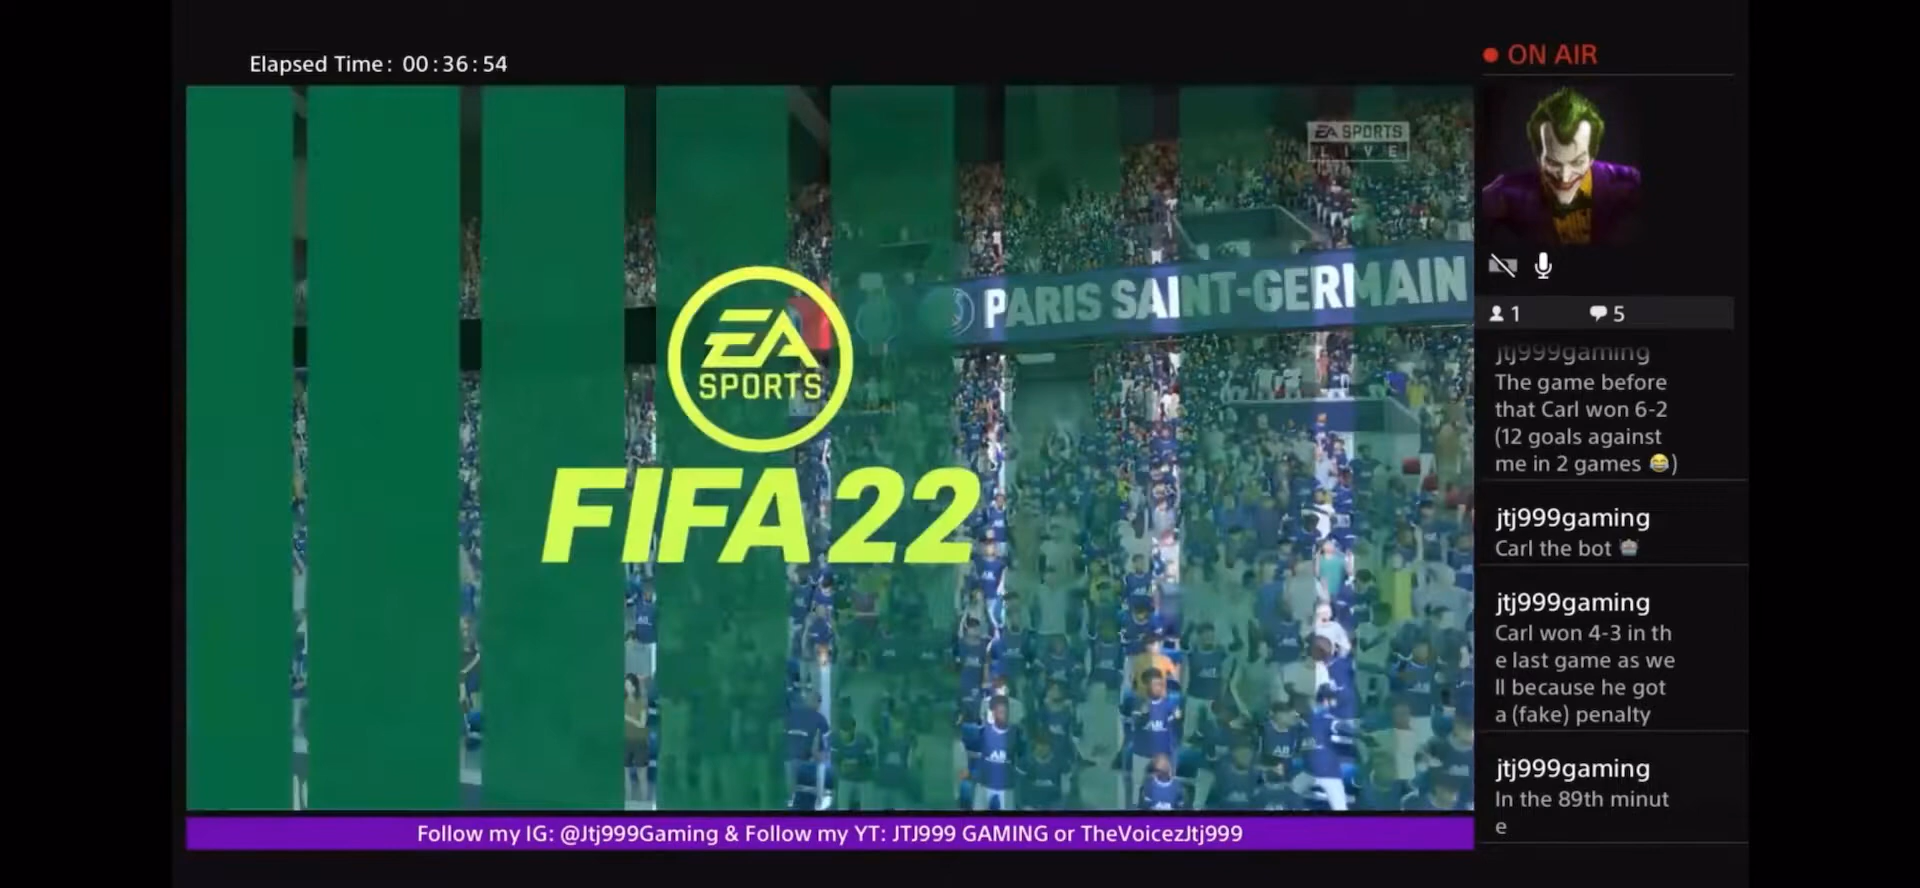 Elapsed Time: 00:36:54
ON AIR
EA SPORTS
LIVE
PARIS SAINT-GERMAIN
EA
SPORTS
FIFA 22
1 5
jtj999gaming
The game before
that Carl won 6-2
(12 goals against
me in 2 games 😂)
jtj999gaming
Carl the bot 🤖
jtj999gaming
Carl won 4-3 in th
e last game as we
ll because he got
a (fake) penalty
jtj999gaming
In the 89th minut
e
Follow my IG: @Jtj999Gaming & Follow my YT: JTJ999 GAMING or TheVoicezJtj999